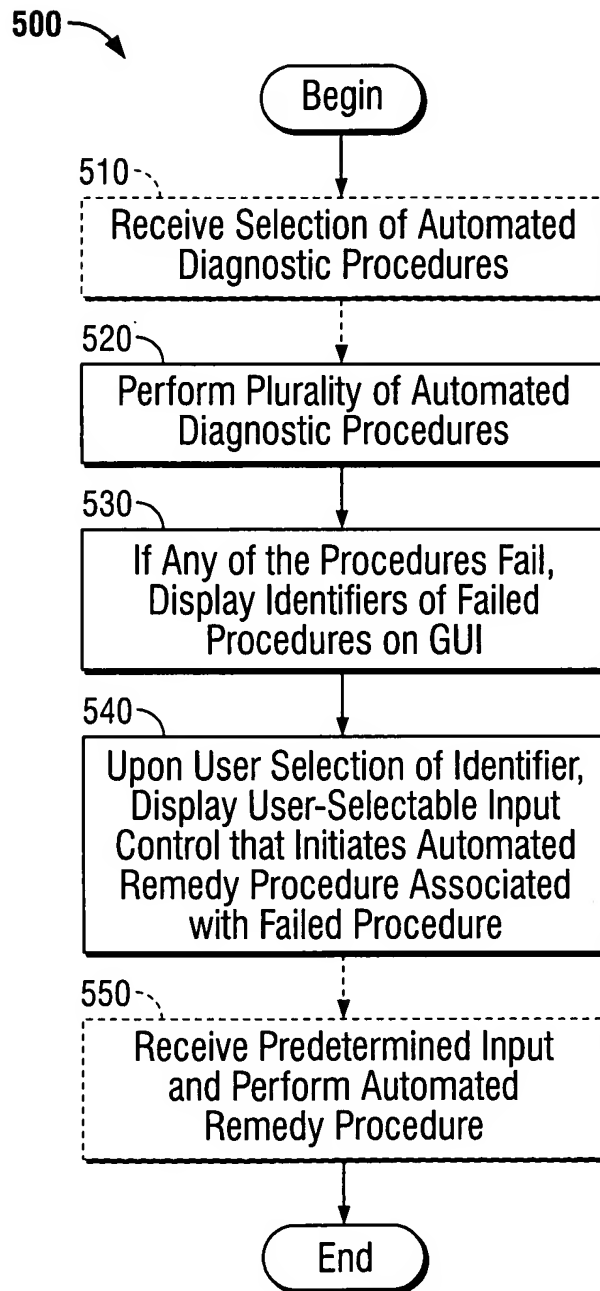 500
Begin
510
Receive Selection of Automated
Diagnostic Procedures
520
Perform Plurality of Automated
Diagnostic Procedures
530
If Any of the Procedures Fail,
Display Identifiers of Failed
Procedures on GUI
540
Upon User Selection of Identifier,
Display User-Selectable Input
Control that Initiates Automated
Remedy Procedure Associated
with Failed Procedure
550
Receive Predetermined Input
and Perform Automated
Remedy Procedure
End